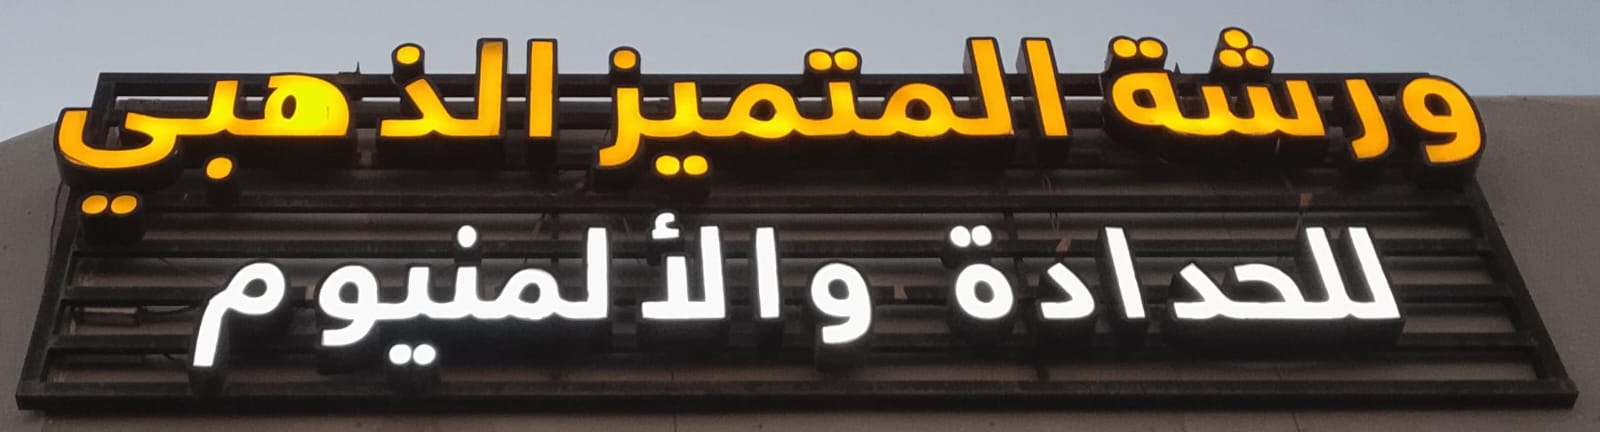 ورشة المتميز الذهبي
للحدادة والألمنيوم